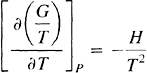 [∂(G/T)/∂T]_P = − H/T²